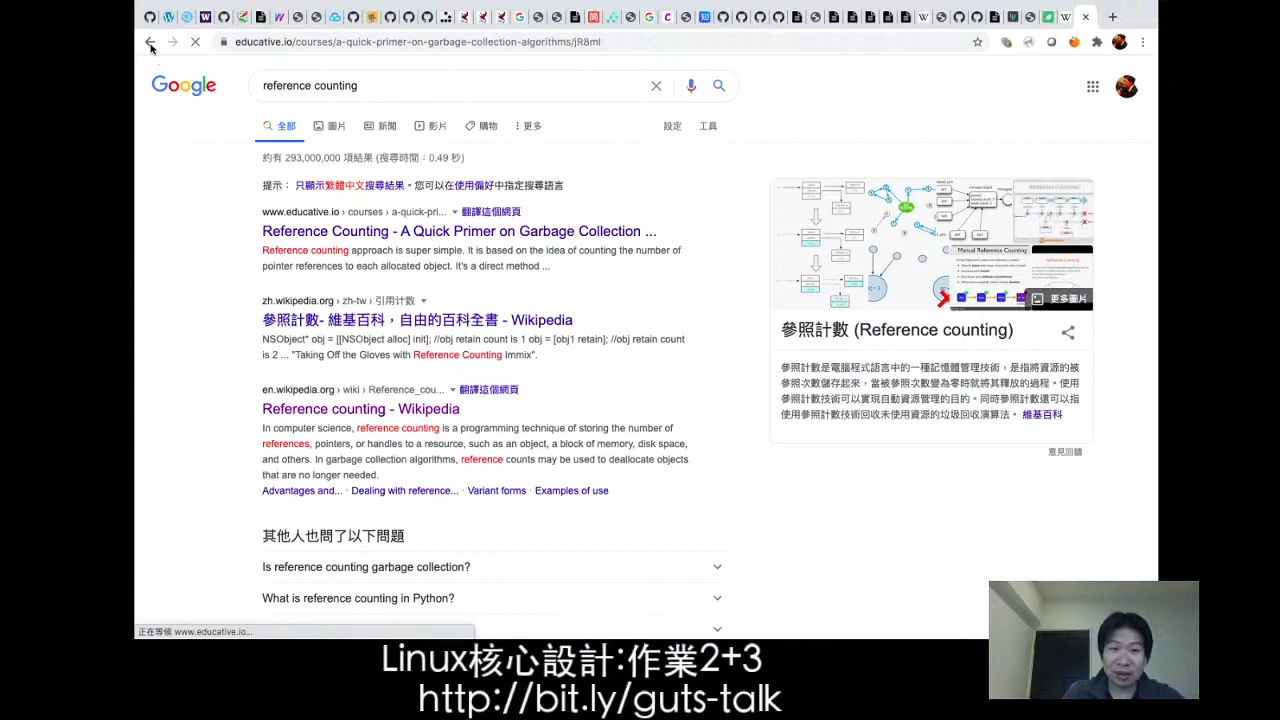 educative.io/courses/a-quick-primer-on-garbage-collection-algorithms/jR8ml
Google
reference counting
全部 圖片 新聞 影片 購物 更多 設定 工具
約有 293,000,000 項結果 (搜尋時間：0.49 秒)
提示： 只顯示繁體中文搜尋結果。您可以在使用偏好中指定搜尋語言
www.educative.io › courses › a-quick-pri... 翻譯這個網頁
Reference Counting - A Quick Primer on Garbage Collection ...
Reference counting approach is super simple. It is based on the idea of counting the number of
pointer references to each allocated object. It's a direct method ...
zh.wikipedia.org › zh-tw › 引用计数
參照計數- 維基百科，自由的百科全書 - Wikipedia
NSObject* obj = [[NSObject alloc] init]; //obj retain count is 1 obj = [obj1 retain]; //obj retain count
is 2 ... "Taking Off the Gloves with Reference Counting Immix".
en.wikipedia.org › wiki › Reference_cou... 翻譯這個網頁
Reference counting - Wikipedia
In computer science, reference counting is a programming technique of storing the number of
references, pointers, or handles to a resource, such as an object, a block of memory, disk space,
and others. In garbage collection algorithms, reference counts may be used to deallocate objects
that are no longer needed.
Advantages and... · Dealing with reference... · Variant forms · Examples of use
其他人也問了以下問題
Is reference counting garbage collection?
What is reference counting in Python?
正在等候 www.educative.io...
REFERENCE COUNTING
Manual Reference Counting
更多圖片
參照計數 (Reference counting)
參照計數是電腦程式語言中的一種記憶體管理技術，是指將資源的被
參照次數儲存起來，當被參照次數變為零時就將其釋放的過程。使用
參照計數技術可以實現自動資源管理的目的。同時參照計數還可以指
使用參照計數技術回收未使用資源的垃圾回收演算法。 維基百科
意見回饋
Linux核心設計:作業2+3
http://bit.ly/guts-talk